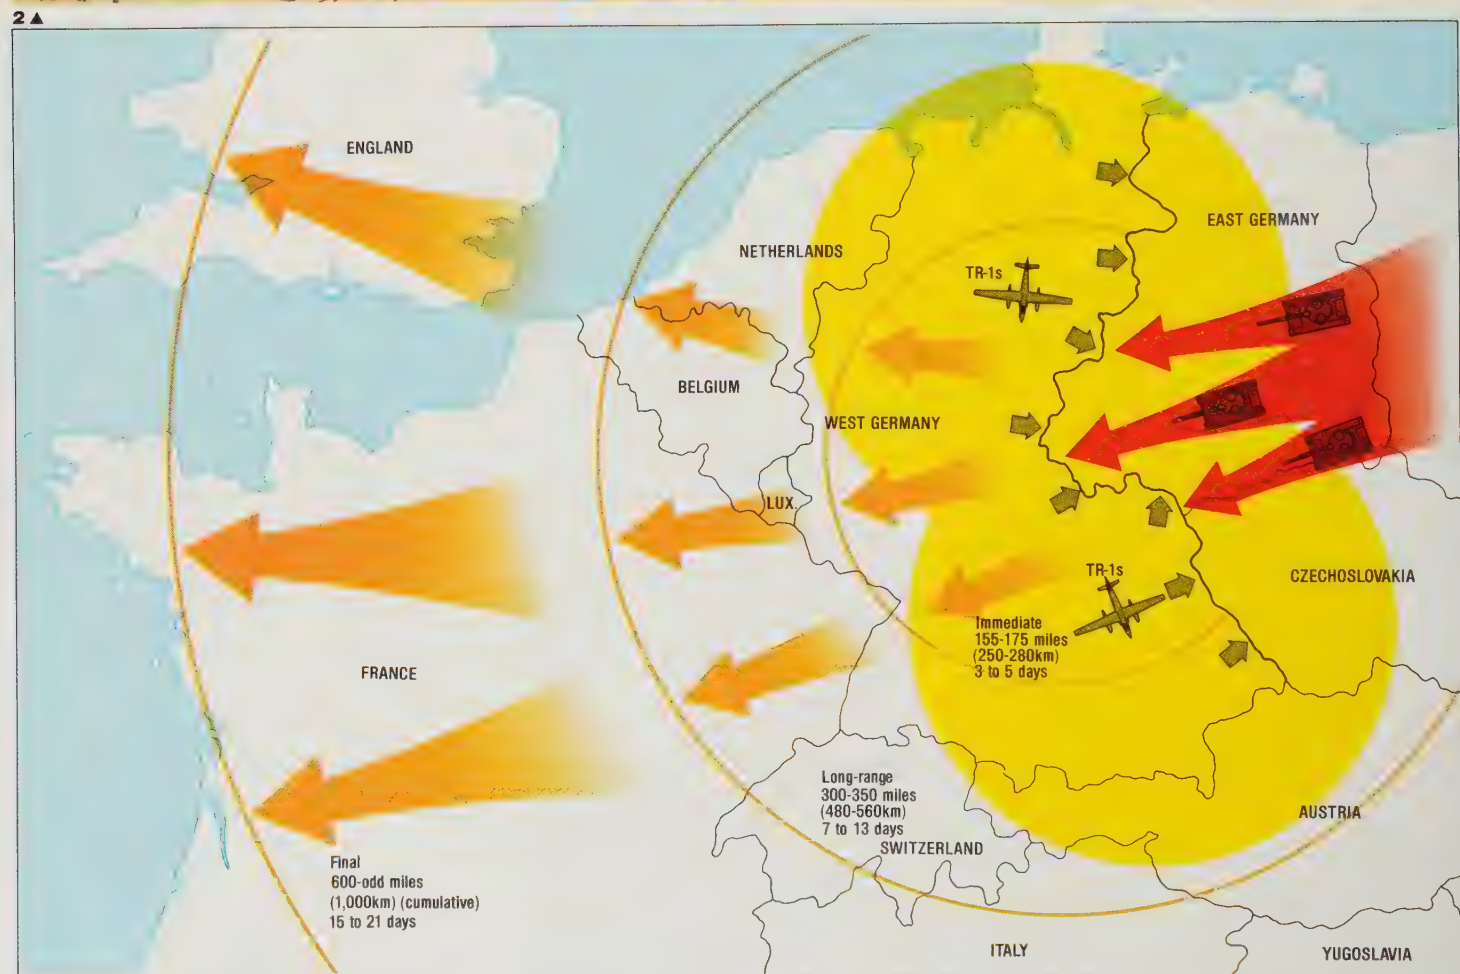 2▲
ENGLAND
EAST GERMANY
NETHERLANDS
TR-1s
BELGIUM
WEST GERMANY
LUX.
TR-1s
CZECHOSLOVAKIA
Immediate
155-175 miles
(250-280km)
3 to 5 days
FRANCE
Long-range
300-350 miles
(480-560km)
7 to 13 days
AUSTRIA
SWITZERLAND
Final
600-odd miles
(1,000km) (cumulative)
15 to 21 days
ITALY
YUGOSLAVIA